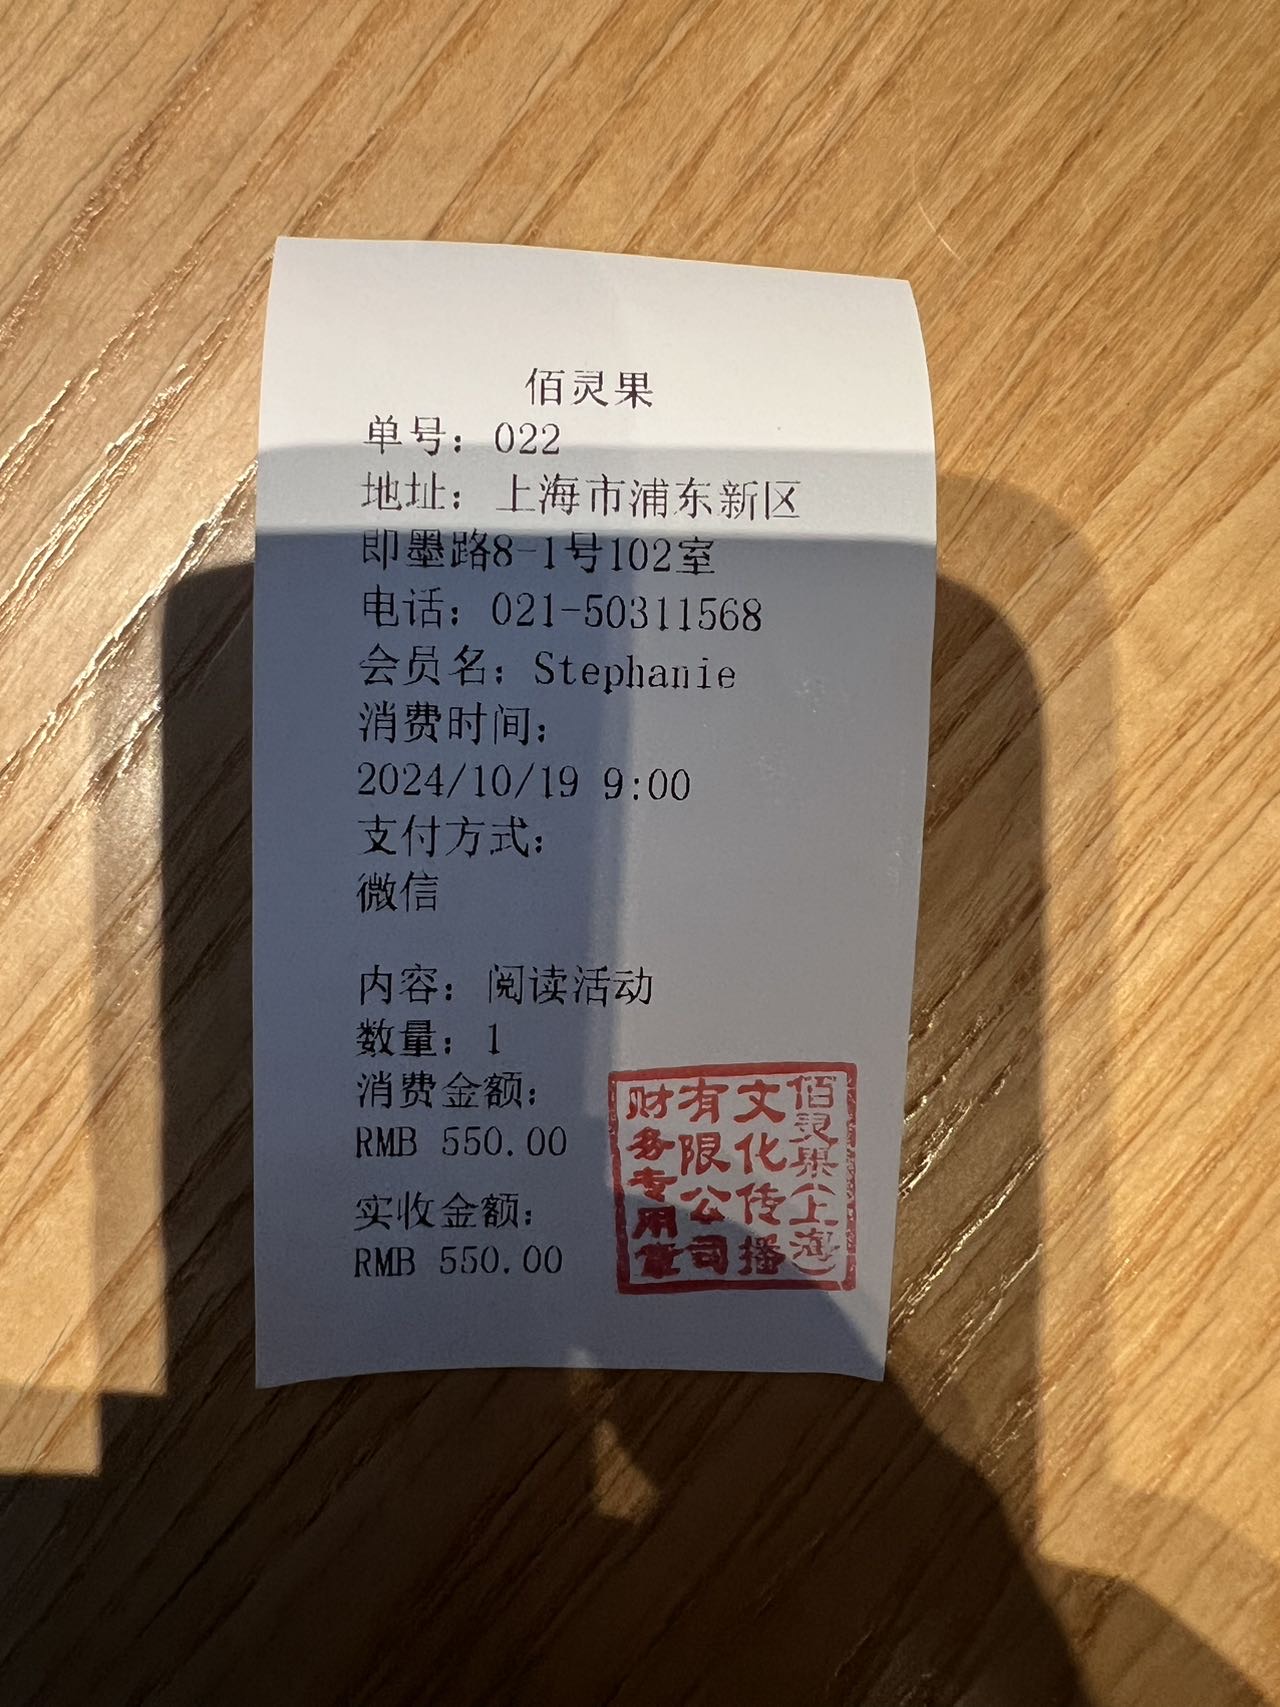 佰灵果
单号：022
地址：上海市浦东新区
即墨路8-1号102室
电话：021-50311568
会员名：Stephanie
消费时间：
2024/10/19 9:00
支付方式：
微信
内容：阅读活动
数量：1
消费金额：
RMB 550.00
实收金额：
RMB 550.00
佰灵果(上海)
文化传播
有限公司
财务专用章